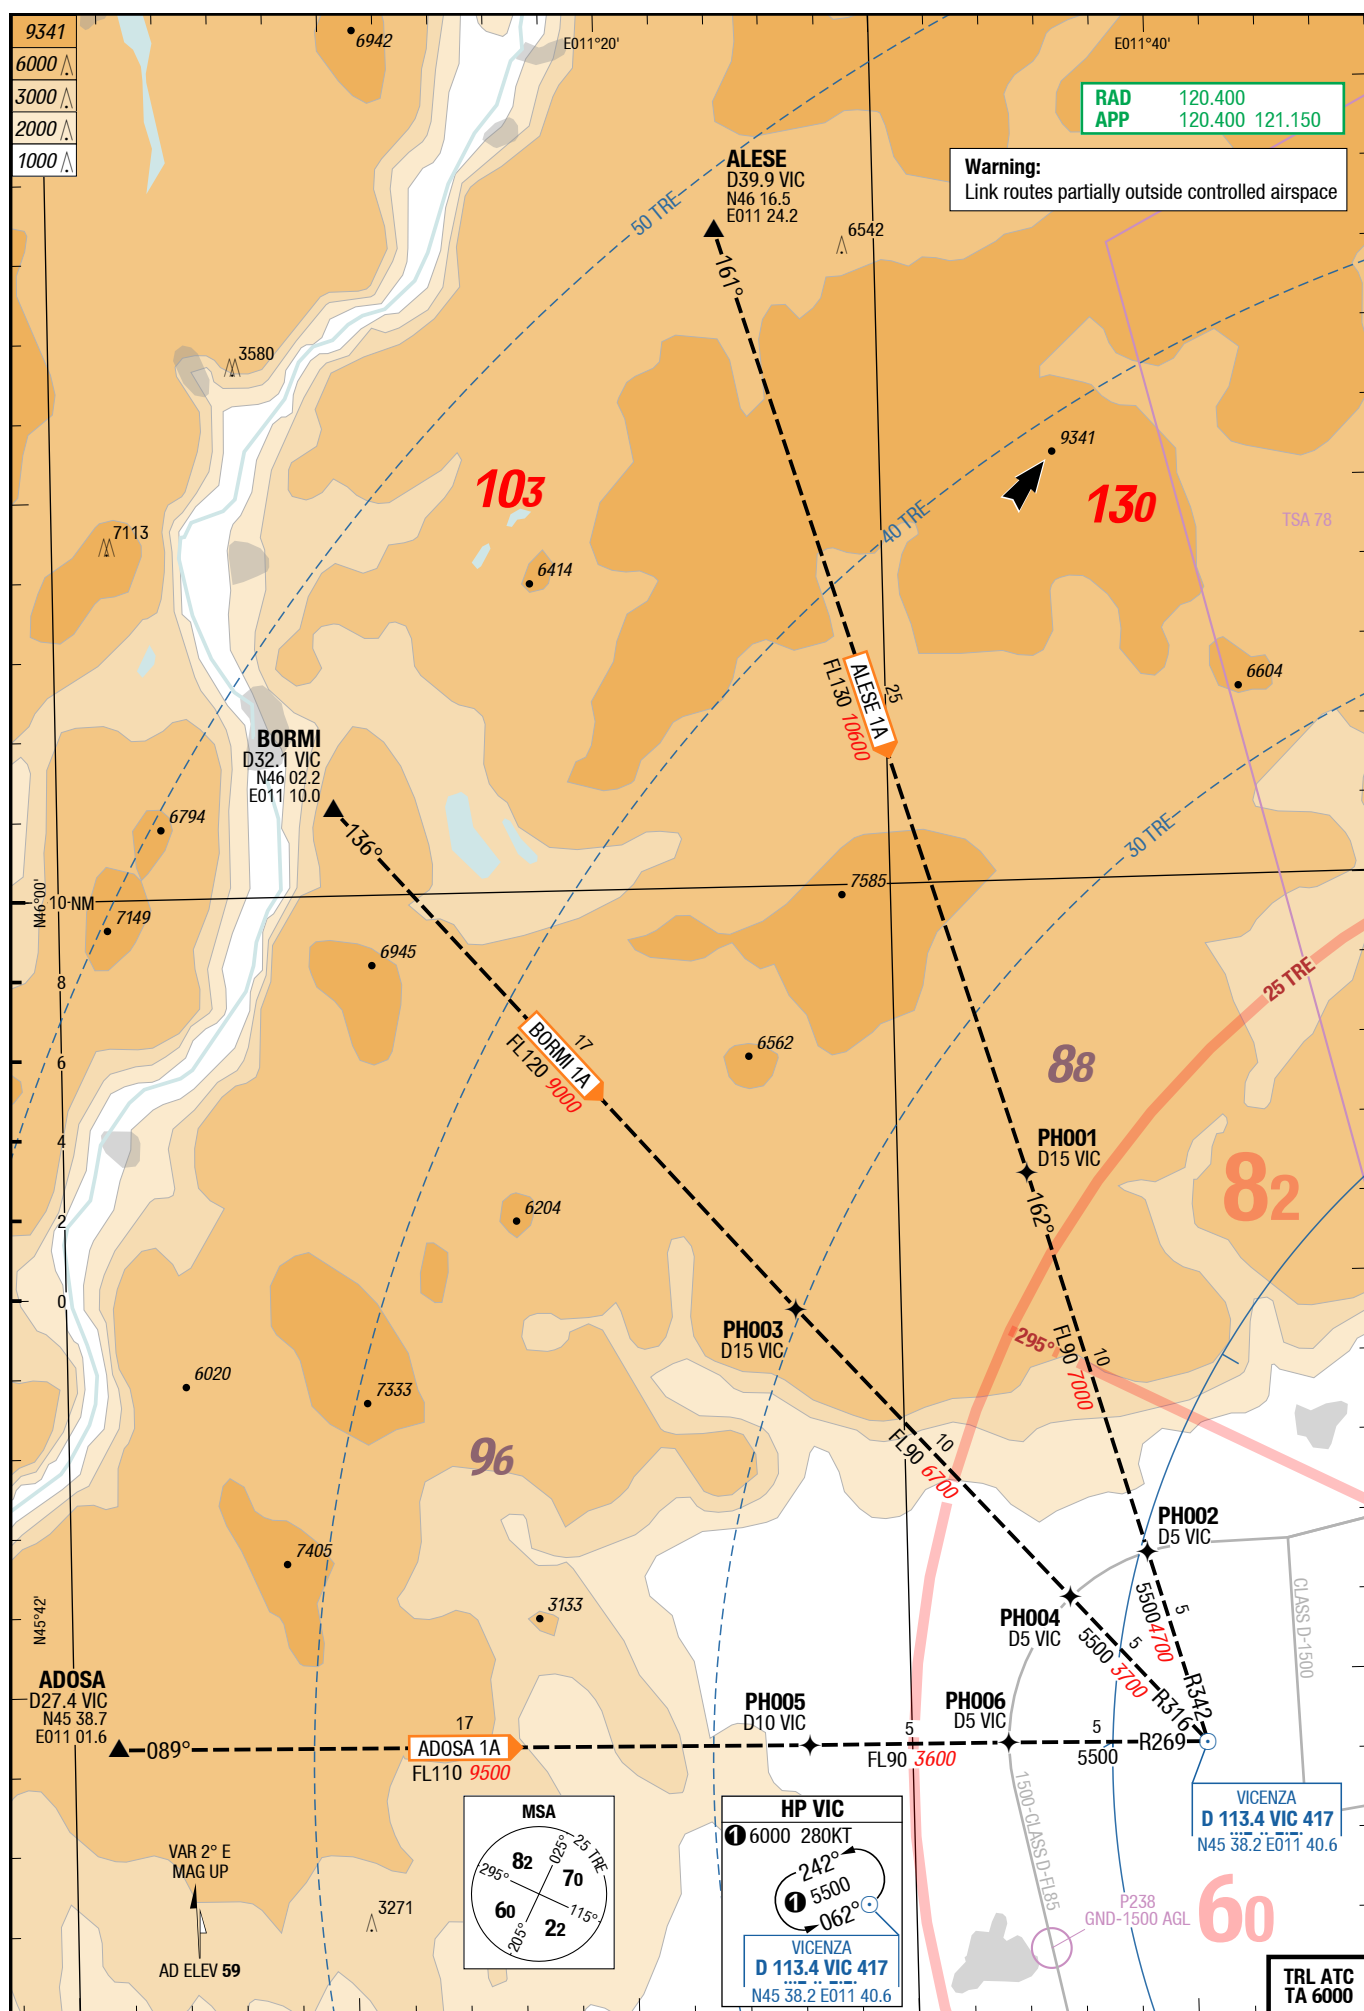 9341
6000
3000
2000
1000
6942
E011°20'
E011°40'
RAD 120.400
APP 120.400 121.150
Warning:
Link routes partially outside controlled airspace
ALESE
D39.9 VIC
N46 16.5
E011 24.2
50 TRE
6542
161°
3580
9341
103
130
TSA 78
40 TRE
7113
6414
6604
ALESE 1A
25
FL130 10600
BORMI
D32.1 VIC
N46 02.2
E011 10.0
6794
136°
30 TRE
7585
N46°00'
10 NM
7149
6945
8
25 TRE
BORMI 1A
17
FL120 9000
6562
88
6
4
PH001
D15 VIC
82
162°
6204
2
0
PH003
D15 VIC
295°
FL90 7000
10
6020
7333
96
10
FL90 6700
PH002
D5 VIC
7405
3133
N45°42'
CLASS D-1500
PH004
D5 VIC
5
5500 4700
5
5500 3700
ADOSA
D27.4 VIC
N45 38.7
E011 01.6
R342
R316
PH005
D10 VIC
PH006
D5 VIC
089°
17
ADOSA 1A
FL110 9500
5
FL90 3600
5
5500
R269
1500-CLASS D-FL85
VICENZA
D 113.4 VIC 417
N45 38.2 E011 40.6
MSA
025°
25 TRE
295°
82
70
60
22
115°
205°
HP VIC
1 6000 280KT
242°
1 5500
062°
VICENZA
D 113.4 VIC 417
N45 38.2 E011 40.6
VAR 2° E
MAG UP
AD ELEV 59
3271
P238
GND-1500 AGL
60
TRL ATC
TA 6000